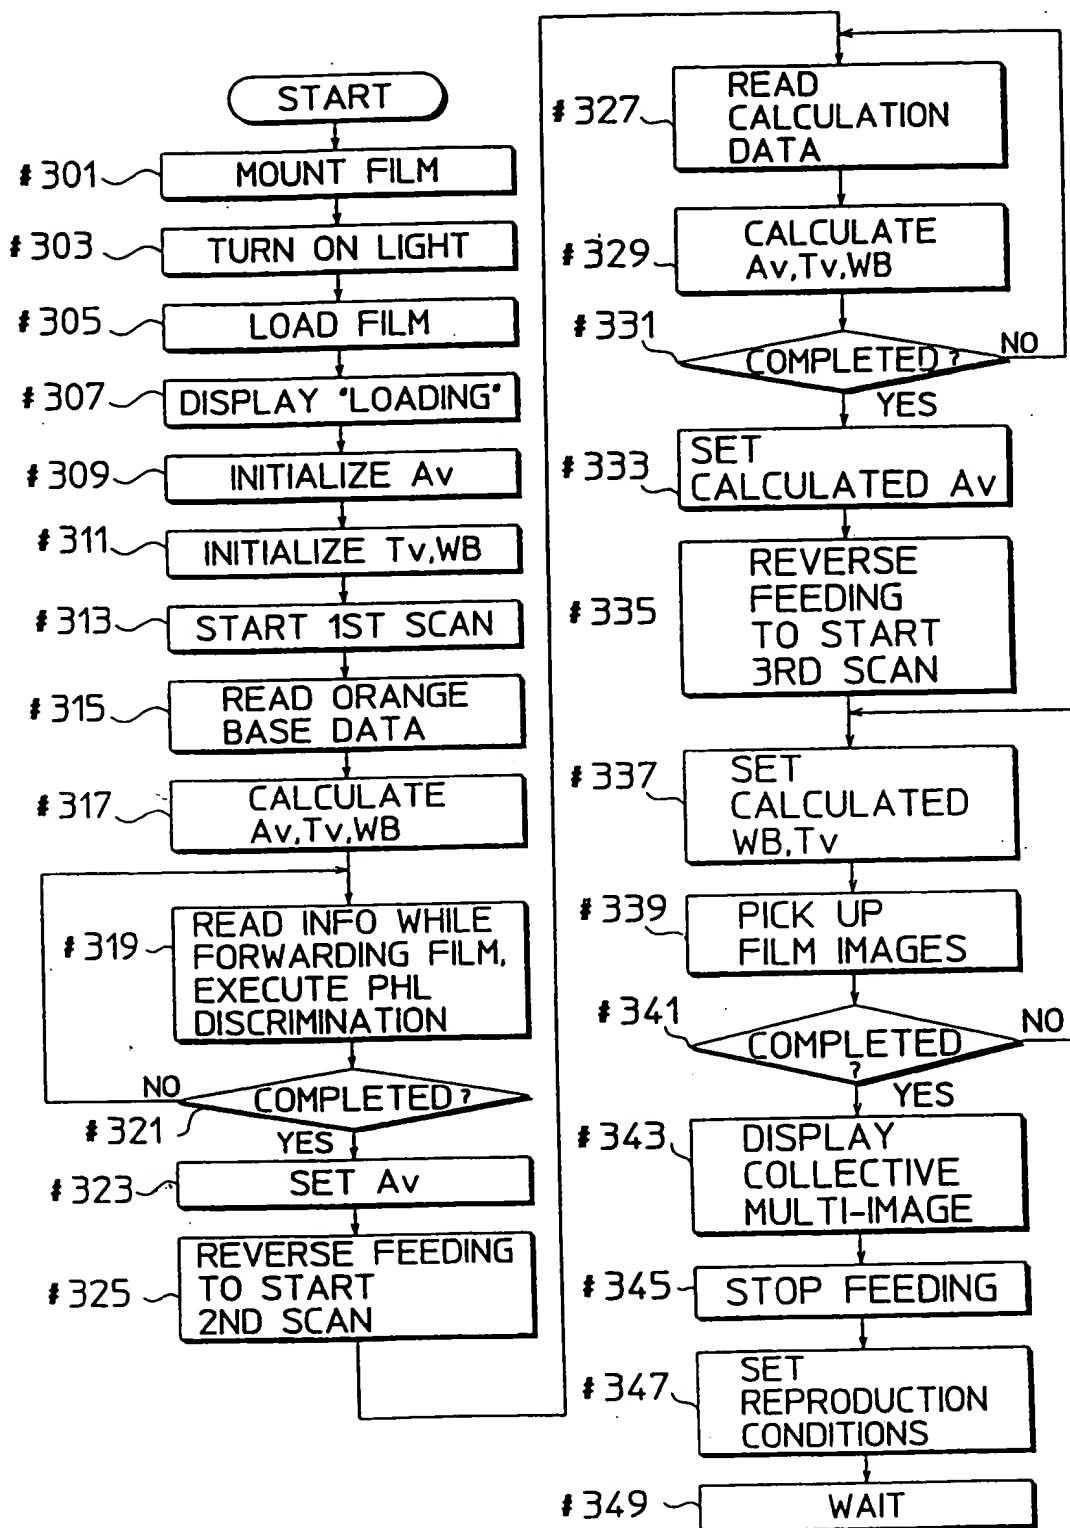 START
#301
MOUNT FILM
#303
TURN ON LIGHT
#305
LOAD FILM
#307
DISPLAY "LOADING"
#309
INITIALIZE Av
#311
INITIALIZE Tv,WB
#313
START 1ST SCAN
#315
READ ORANGE
BASE DATA
#317
CALCULATE
Av,Tv,WB
#319
READ INFO WHILE
FORWARDING FILM,
EXECUTE PHL
DISCRIMINATION
NO
COMPLETED?
#321
YES
#323
SET Av
#325
REVERSE FEEDING
TO START
2ND SCAN
#327
READ
CALCULATION
DATA
#329
CALCULATE
Av,Tv,WB
#331
COMPLETED?
NO
YES
#333
SET
CALCULATED Av
#335
REVERSE
FEEDING
TO START
3RD SCAN
#337
SET
CALCULATED
WB,Tv
#339
PICK UP
FILM IMAGES
#341
COMPLETED
?
NO
YES
#343
DISPLAY
COLLECTIVE
MULTI-IMAGE
#345
STOP FEEDING
#347
SET
REPRODUCTION
CONDITIONS
#349
WAIT